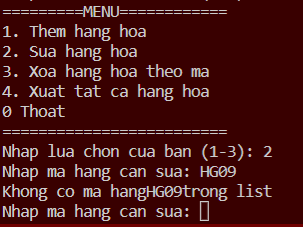 =========MENU============
1. Them hang hoa
2. Sua hang hoa
3. Xoa hang hoa theo ma
4. Xuat tat ca hang hoa
0 Thoat
=========================
Nhap lua chon cua ban (1-3): 2
Nhap ma hang can sua: HG09
Khong co ma hangHG09trong list
Nhap ma hang can sua: